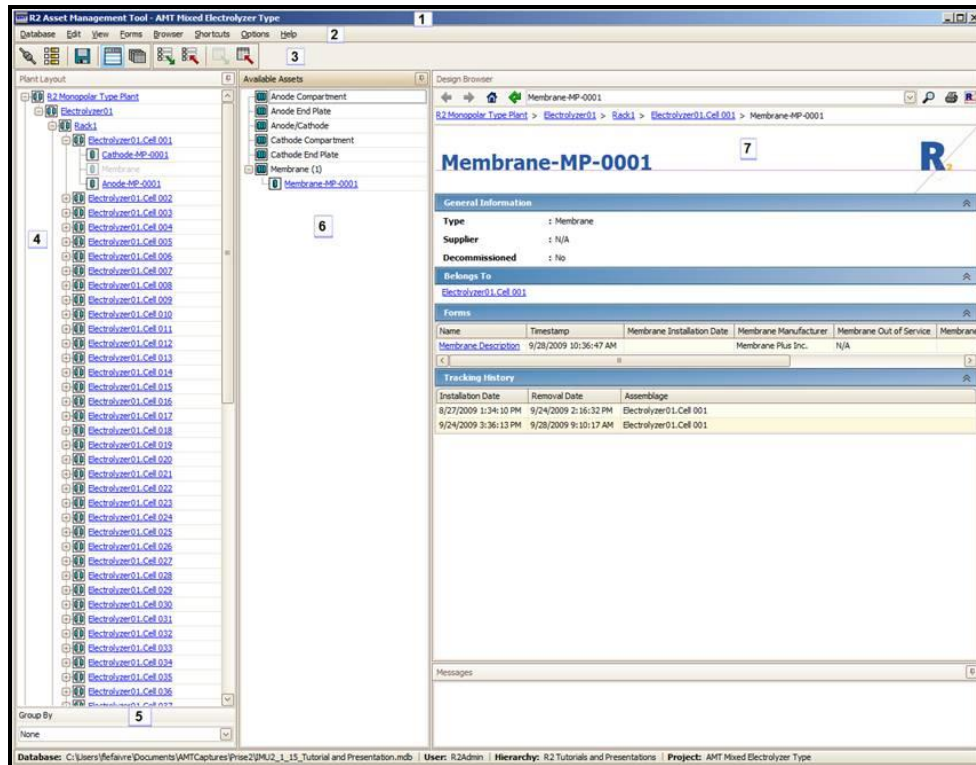 R2 Asset Management Tool - AMT Mixed Electrolyzer Type 1
Database Edit View Forms Browser Shortcuts Options Help 2
3
Plant Layout
R2 Monopolar Type Plant
Electrolyzer01
Rack1
Electrolyzer01.Cell 001
Cathode-MP-0001
Membrane
Anode-MP-0001
Electrolyzer01.Cell 002
Electrolyzer01.Cell 003
Electrolyzer01.Cell 004
4
Electrolyzer01.Cell 005
Electrolyzer01.Cell 006
Electrolyzer01.Cell 007
Electrolyzer01.Cell 008
Electrolyzer01.Cell 009
Electrolyzer01.Cell 010
Electrolyzer01.Cell 011
Electrolyzer01.Cell 012
Electrolyzer01.Cell 013
Electrolyzer01.Cell 014
Electrolyzer01.Cell 015
Electrolyzer01.Cell 016
Electrolyzer01.Cell 017
Electrolyzer01.Cell 018
Electrolyzer01.Cell 019
Electrolyzer01.Cell 020
Electrolyzer01.Cell 021
Electrolyzer01.Cell 022
Electrolyzer01.Cell 023
Electrolyzer01.Cell 024
Electrolyzer01.Cell 025
Electrolyzer01.Cell 026
Electrolyzer01.Cell 027
Electrolyzer01.Cell 028
Electrolyzer01.Cell 029
Electrolyzer01.Cell 030
Electrolyzer01.Cell 031
Electrolyzer01.Cell 032
Electrolyzer01.Cell 033
Electrolyzer01.Cell 034
Electrolyzer01.Cell 035
Electrolyzer01.Cell 036
Electrolyzer01.Cell 037
Group By 5
None
Available Assets
Anode Compartment
Anode End Plate
Anode/Cathode
Cathode Compartment
Cathode End Plate
Membrane (1)
Membrane-MP-0001
6
Design Browser
Membrane-MP-0001
R2 Monopolar Type Plant > Electrolyzer01 > Rack1 > Electrolyzer01.Cell 001 > Membrane-MP-0001
7
Membrane-MP-0001
R2
General Information
Type : Membrane
Supplier : N/A
Decommissioned : No
Belongs To
Electrolyzer01.Cell 001
Forms
Name Timestamp Membrane Installation Date Membrane Manufacturer Membrane Out of Service Membrane
Membrane Description 9/28/2009 10:36:47 AM Membrane Plus Inc. N/A
Tracking History
Installation Date Removal Date Assemblage
8/27/2009 1:34:10 PM 9/24/2009 2:16:32 PM Electrolyzer01.Cell 001
9/24/2009 3:36:13 PM 9/28/2009 9:10:17 AM Electrolyzer01.Cell 001
Messages
Database: C:\Users\flefaivre\Documents\AMTCaptures\Prise2\IMU2_1_15_Tutorial and Presentation.mdb User: R2Admin Hierarchy: R2 Tutorials and Presentations Project: AMT Mixed Electrolyzer Type